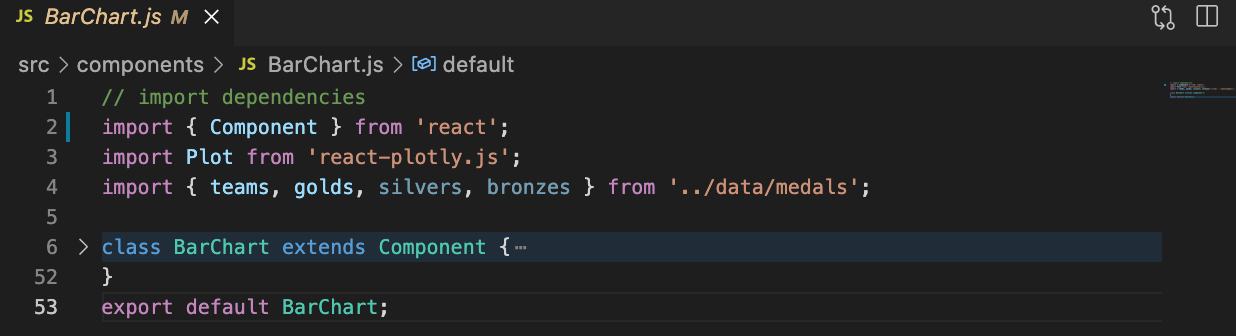 JS BarChart.js M
src > components > JS BarChart.js > default
1 // import dependencies
2 import { Component } from 'react';
3 import Plot from 'react-plotly.js';
4 import { teams, golds, silvers, bronzes } from '../data/medals';
5
6 class BarChart extends Component {…
52 }
53 export default BarChart;